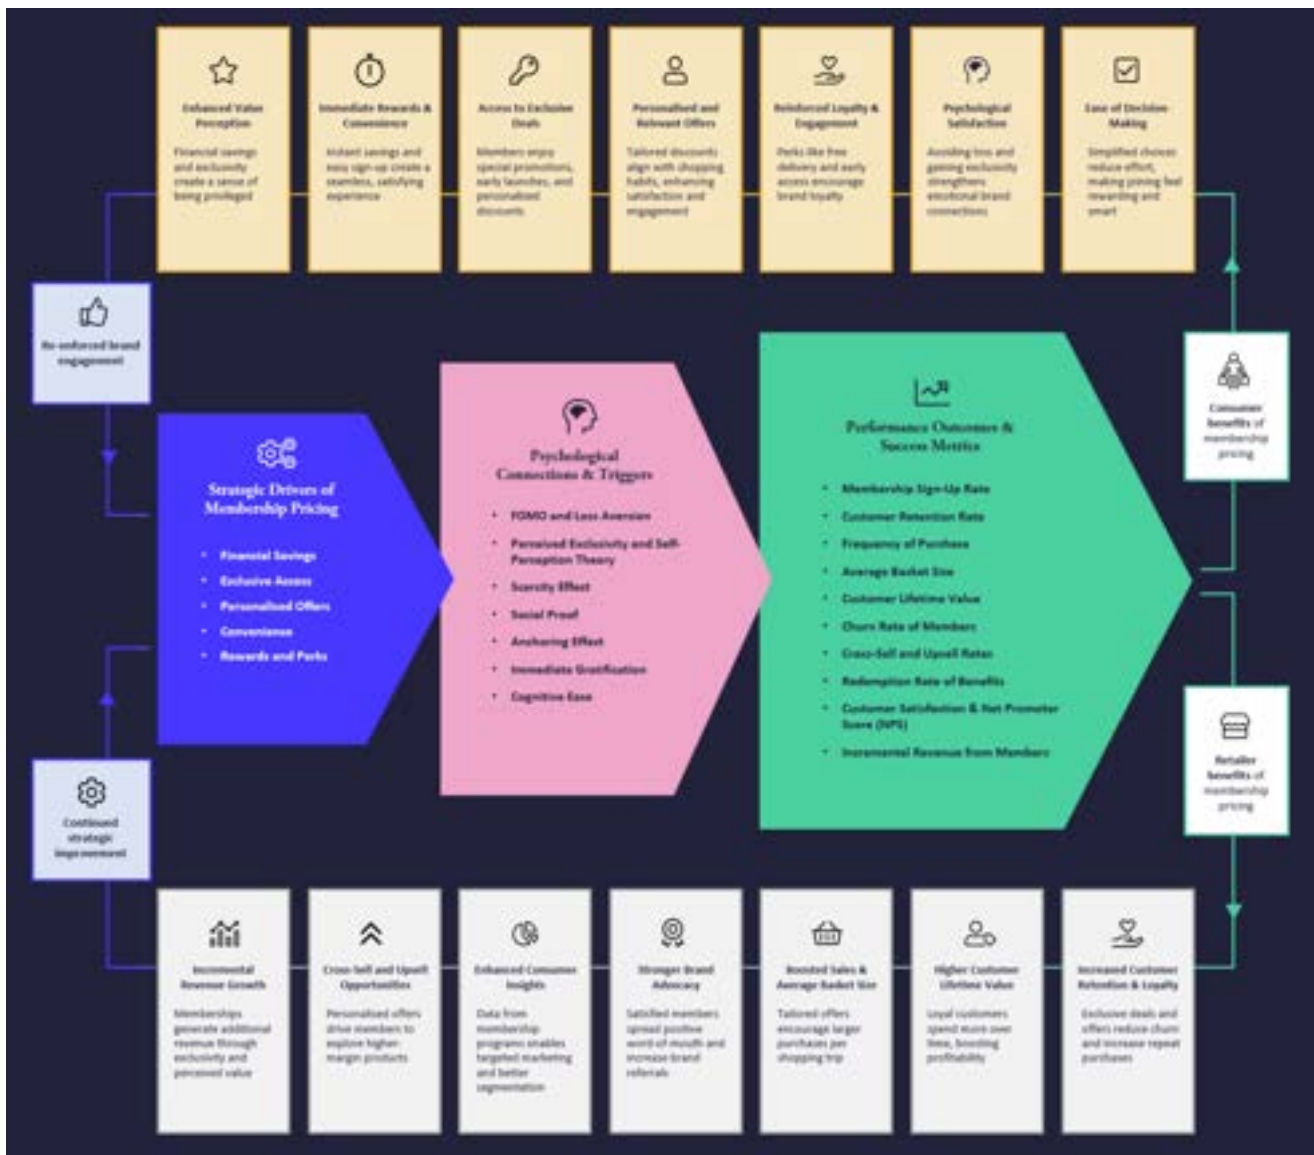 Enhanced Value
Perception
Financial savings
and exclusivity
create a sense of
being privileged
Immediate Rewards &
Convenience
Instant savings and
easy sign-up create a
seamless, satisfying
experience
Access to Exclusive
Deals
Members enjoy
special promotions,
early launches, and
personalised
discounts
Personalised and
Relevant Offers
Tailored discounts
align with shopping
habits, enhancing
satisfaction and
engagement
Reinforced Loyalty &
Engagement
Perks like free
delivery and early
access encourage
brand loyalty
Psychological
Satisfaction
Avoiding loss and
gaining exclusivity
strengthens
emotional brand
connections
Ease of Decision-
Making
Simplified choices
reduce effort,
making joining feel
rewarding and
smart
Re-enforced brand
engagement
Strategic Drivers of
Membership Pricing
• Financial Savings
• Exclusive Access
• Personalised Offers
• Convenience
• Rewards and Perks
Psychological
Connections & Triggers
• FOMO and Loss Aversion
• Perceived Exclusivity and Self-
Perception Theory
• Scarcity Effect
• Social Proof
• Anchoring Effect
• Immediate Gratification
• Cognitive Ease
Performance Outcomes &
Success Metrics
• Membership Sign-Up Rate
• Customer Retention Rate
• Frequency of Purchase
• Average Basket Size
• Customer Lifetime Value
• Churn Rate of Members
• Cross-Sell and Upsell Rates
• Redemption Rate of Benefits
• Customer Satisfaction & Net Promoter
Score (NPS)
• Incremental Revenue from Members
Consumer
benefits of
membership
pricing
Retailer
benefits of
membership
pricing
Continued
strategic
improvement
Incremental
Revenue Growth
Memberships
generate additional
revenue through
exclusivity and
perceived value
Cross-Sell and Upsell
Opportunities
Personalised offers
drive members to
explore higher-
margin products
Enhanced Consumer
Insights
Data from
membership
programs enables
targeted marketing
and better
segmentation
Stronger Brand
Advocacy
Satisfied members
spread positive
word of mouth and
increase brand
referrals
Boosted Sales &
Average Basket Size
Tailored offers
encourage larger
purchases per
shopping trip
Higher Customer
Lifetime Value
Loyal customers
spend more over
time, boosting
profitability
Increased Customer
Retention & Loyalty
Exclusive deals and
offers reduce churn
and increase repeat
purchases